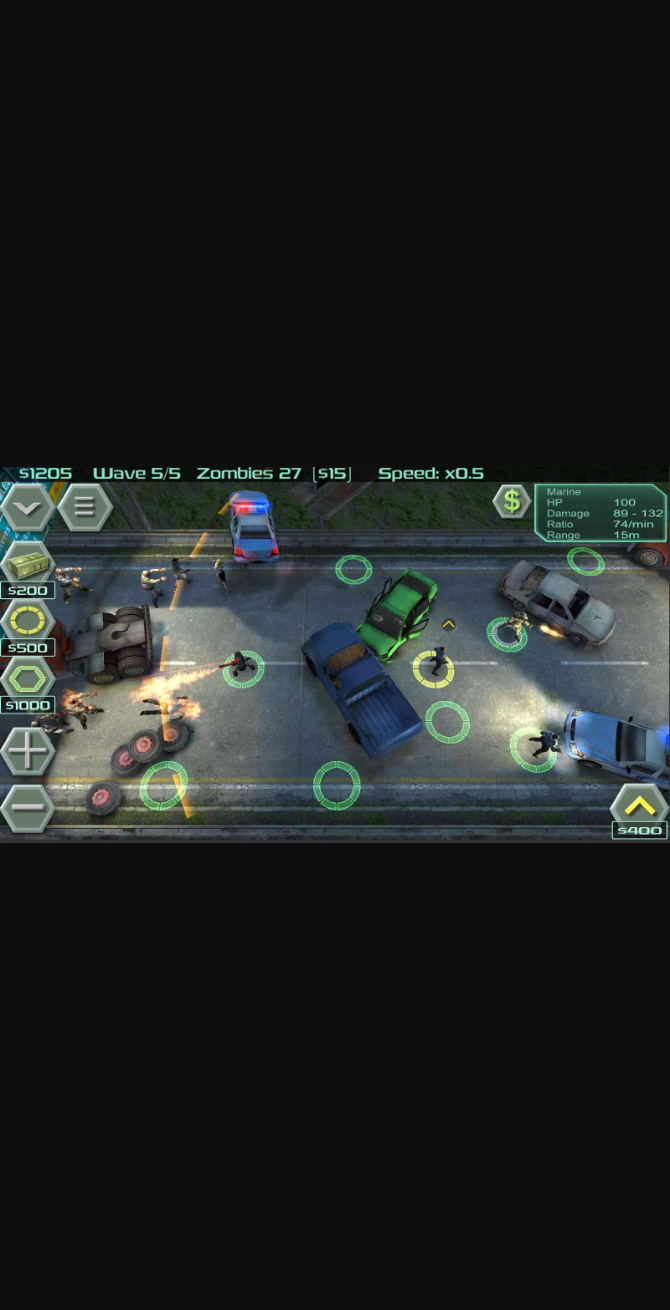 $1205 Wave 5/5 Zombies 27 [$15] Speed: x0.5
$
Marine
HP 100
Damage 89 - 132
Ratio 74/min
Range 15m
$200
$500
$1000
$400